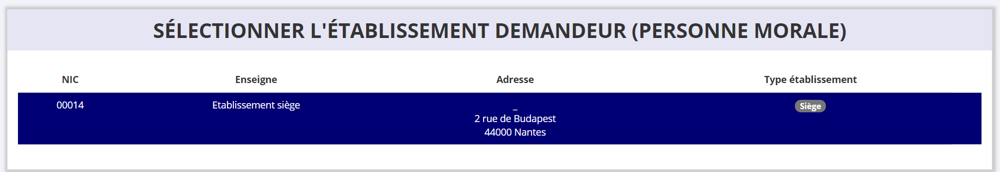 SÉLECTIONNER L'ÉTABLISSEMENT DEMANDEUR (PERSONNE MORALE)
NIC Enseigne Adresse Type établissement
00014 Etablissement siège _ Siège
2 rue de Budapest
44000 Nantes